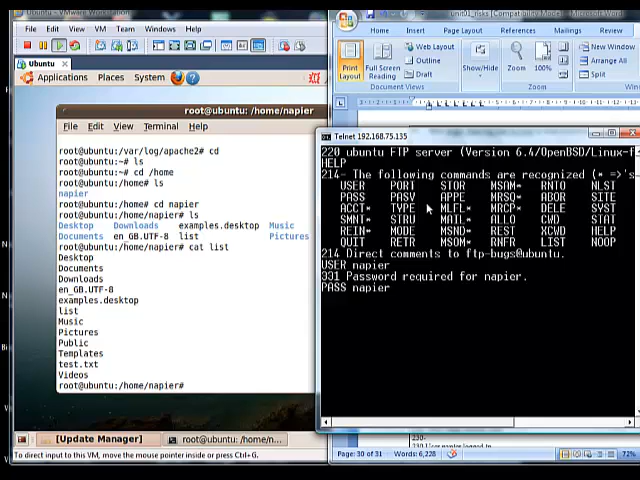 Ubuntu - VMware Workstation
File Edit View VM Team Windows Help
Ubuntu ×
Applications Places System
root@ubuntu: /home/napier
File Edit View Terminal Help
root@ubuntu:/var/log/apache2# cd
root@ubuntu:~# ls
root@ubuntu:~# cd /home
root@ubuntu:/home# ls
napier
root@ubuntu:/home# cd napier
root@ubuntu:/home/napier# ls
Desktop Downloads examples.desktop Music
Documents en_GB.UTF-8 list Pictures
root@ubuntu:/home/napier# cat list
Desktop
Documents
Downloads
en_GB.UTF-8
examples.desktop
list
Music
Pictures
Public
Templates
test.txt
Videos
root@ubuntu:/home/napier#
[Update Manager]
root@ubuntu: /home/n...
To direct input to this VM, move the mouse pointer inside or press Ctrl+G.
unit01_risks [Compatibility Mode] - Microsoft Word
Home Insert Page Layout References Mailings Review
Print Layout
Full Screen Reading
Web Layout
Outline
Draft
Document Views
Show/Hide
Zoom
100%
Zoom
New Window
Arrange All
Split
Telnet 192.168.75.135
220 ubuntu FTP server (Version 6.4/OpenBSD/Linux-f
HELP
214- The following commands are recognized (* =>'s
USER PORT STOR MSAM* RNTO NLST
PASS PASV APPE MRSQ* ABOR SITE
ACCT* TYPE MLFL* MRCP* DELE SYST
SMNT* STRU MAIL* ALLO CWD STAT
REIN* MODE MSND* REST XCWD HELP
QUIT RETR MSOM* RNFR LIST NOOP
214 Direct comments to ftp-bugs@ubuntu.
USER napier
331 Password required for napier.
PASS napier
230-
Page: 30 of 31 Words: 6,228 72%